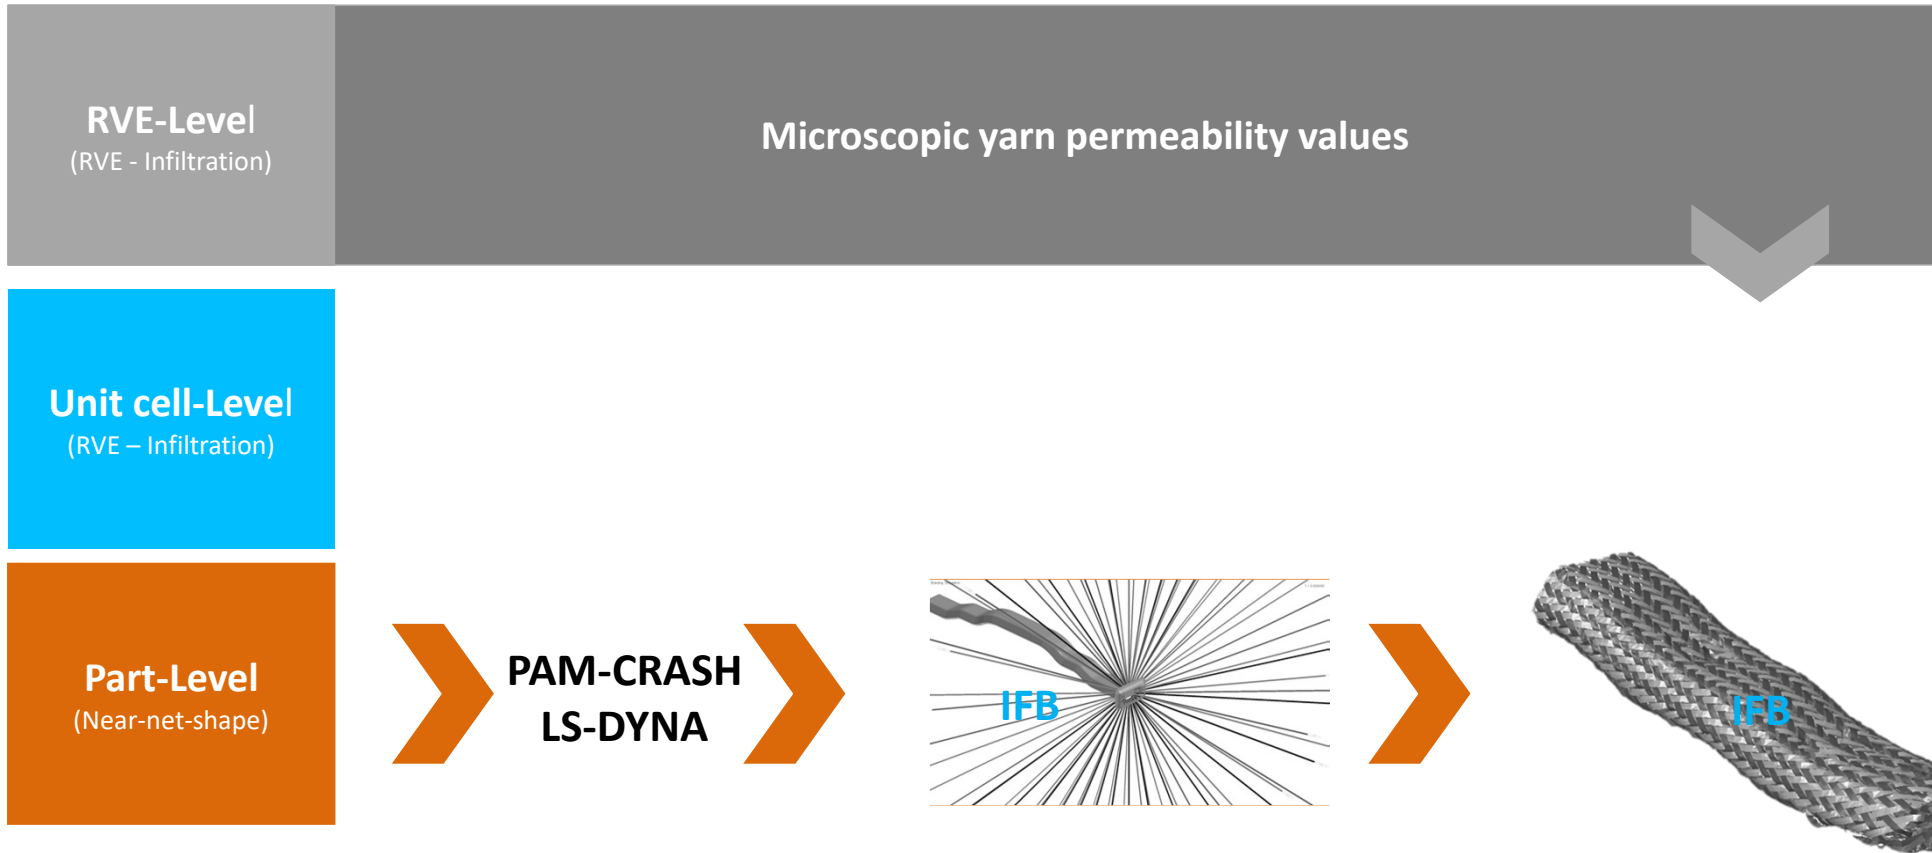 RVE-Level
(RVE - Infiltration)
Microscopic yarn permeability values
Unit cell-Level
(RVE – Infiltration)
Part-Level
(Near-net-shape)
PAM-CRASH
LS-DYNA
IFB
IFB